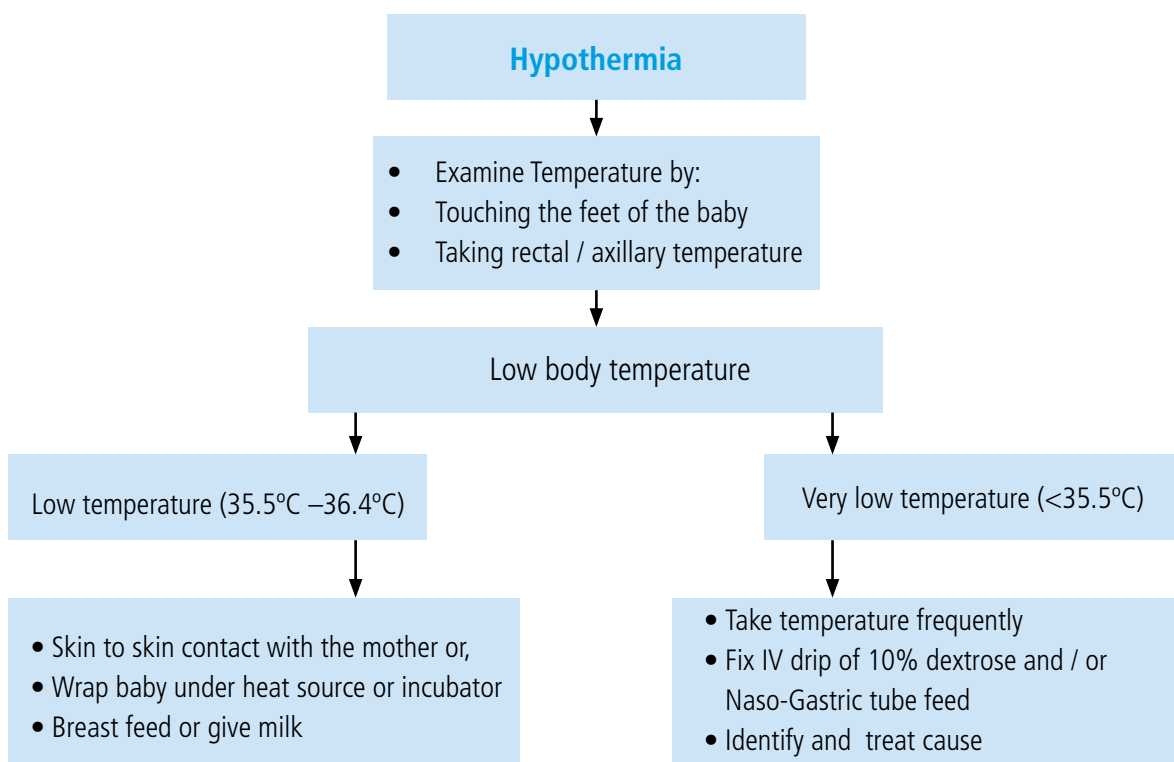 Hypothermia
• Examine Temperature by:
• Touching the feet of the baby
• Taking rectal / axillary temperature
Low body temperature
Low temperature (35.5ºC –36.4ºC)
Very low temperature (<35.5ºC)
• Skin to skin contact with the mother or,
• Wrap baby under heat source or incubator
• Breast feed or give milk
• Take temperature frequently
• Fix IV drip of 10% dextrose and / or
Naso-Gastric tube feed
• Identify and treat cause